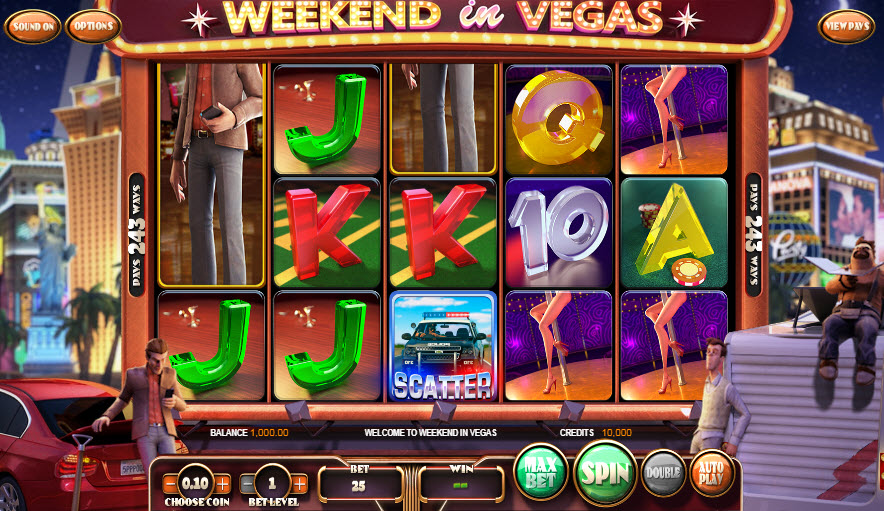 WEEKEND in VEGAS
SOUND ON
OPTIONS
VIEW PAYS
J
Q
PAYS 243 WAYS
K
K
10
A
PAYS 243 WAYS
J
J
POLICE
SCATTER
BALANCE 1,000.00
WELCOME TO WEEKEND IN VEGAS
CREDITS 10,000
- 0.10 +
CHOOSE COIN
- 1 +
BET LEVEL
BET
25
WIN
MAX BET
SPIN
DOUBLE
AUTO PLAY